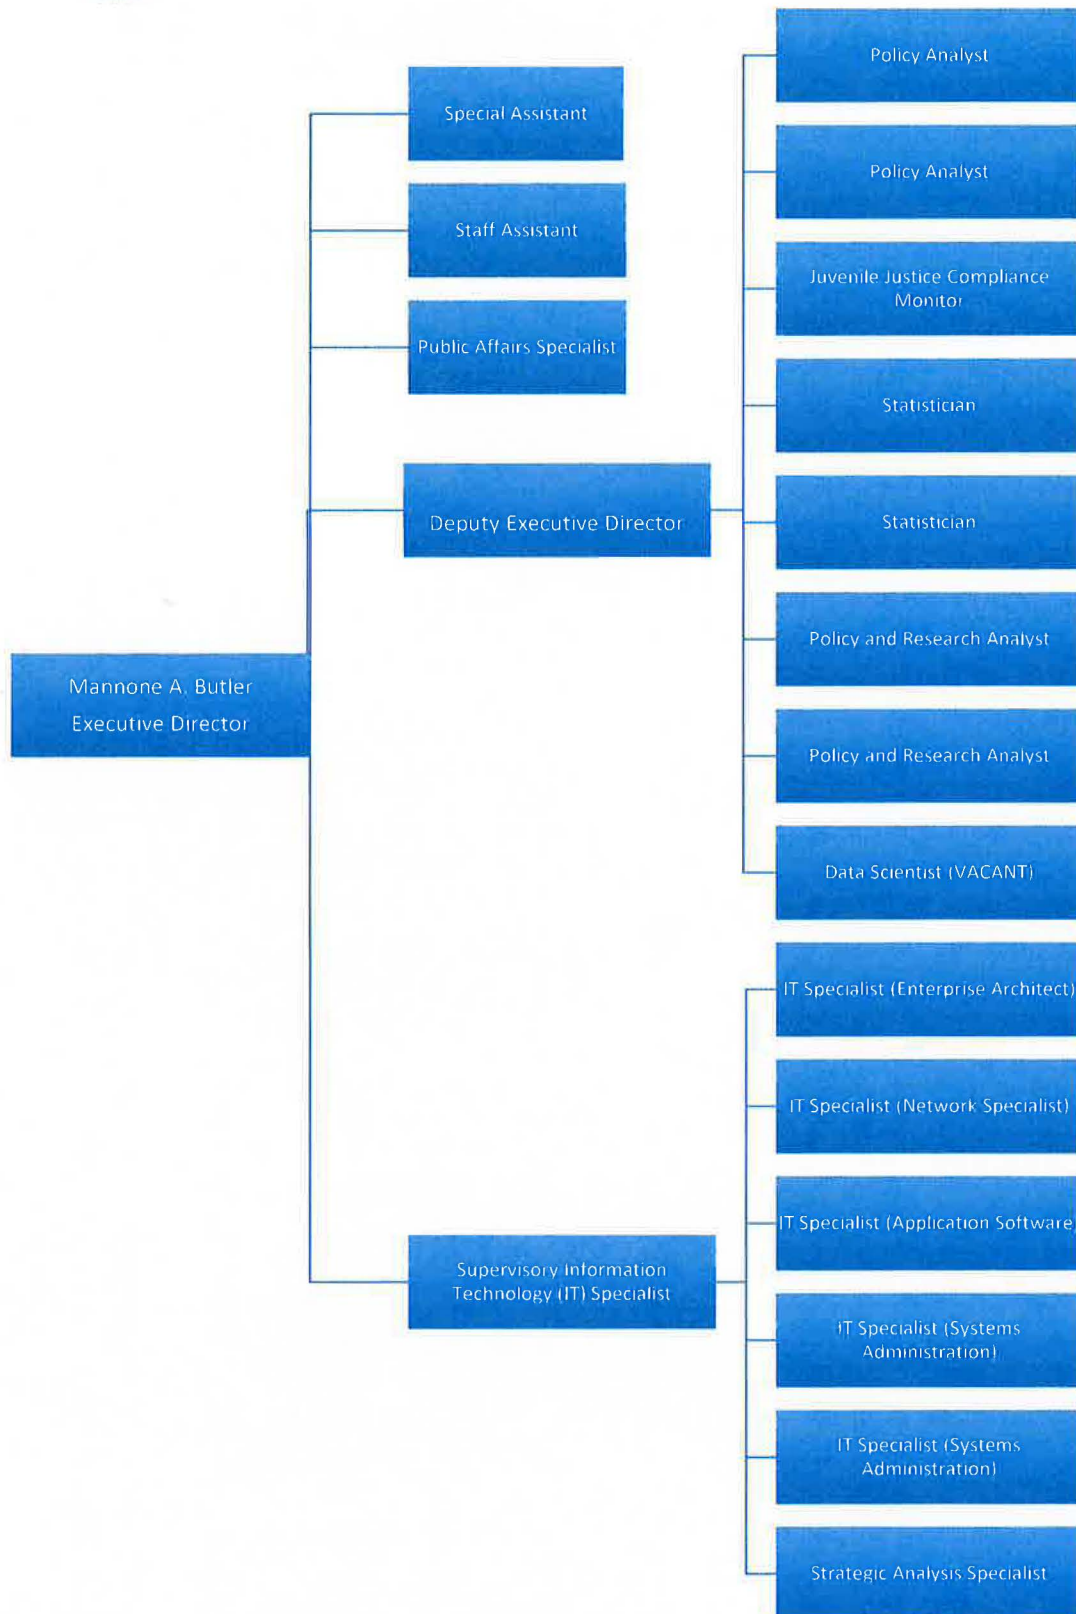 Policy Analyst
Special Assistant
Policy Analyst
Staff Assistant
Juvenile Justice Compliance
Monitor
Public Affairs Specialist
Statistician
Deputy Executive Director
Statistician
Policy and Research Analyst
Mannone A. Butler
Executive Director
Policy and Research Analyst
Data Scientist (VACANT)
IT Specialist (Enterprise Architect)
IT Specialist (Network Specialist)
IT Specialist (Application Software)
Supervisory Information
Technology (IT) Specialist
IT Specialist (Systems
Administration)
IT Specialist (Systems
Administration)
Strategic Analysis Specialist